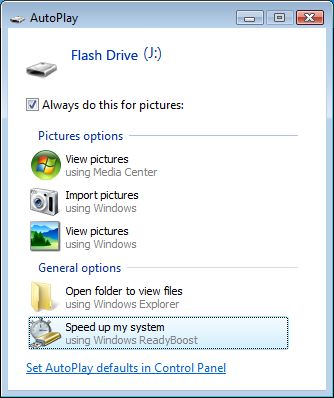 AutoPlay
Flash Drive (J:)
Always do this for pictures:
Pictures options
View pictures
using Media Center
Import pictures
using Windows
View pictures
using Windows
General options
Open folder to view files
using Windows Explorer
Speed up my system
using Windows ReadyBoost
Set AutoPlay defaults in Control Panel